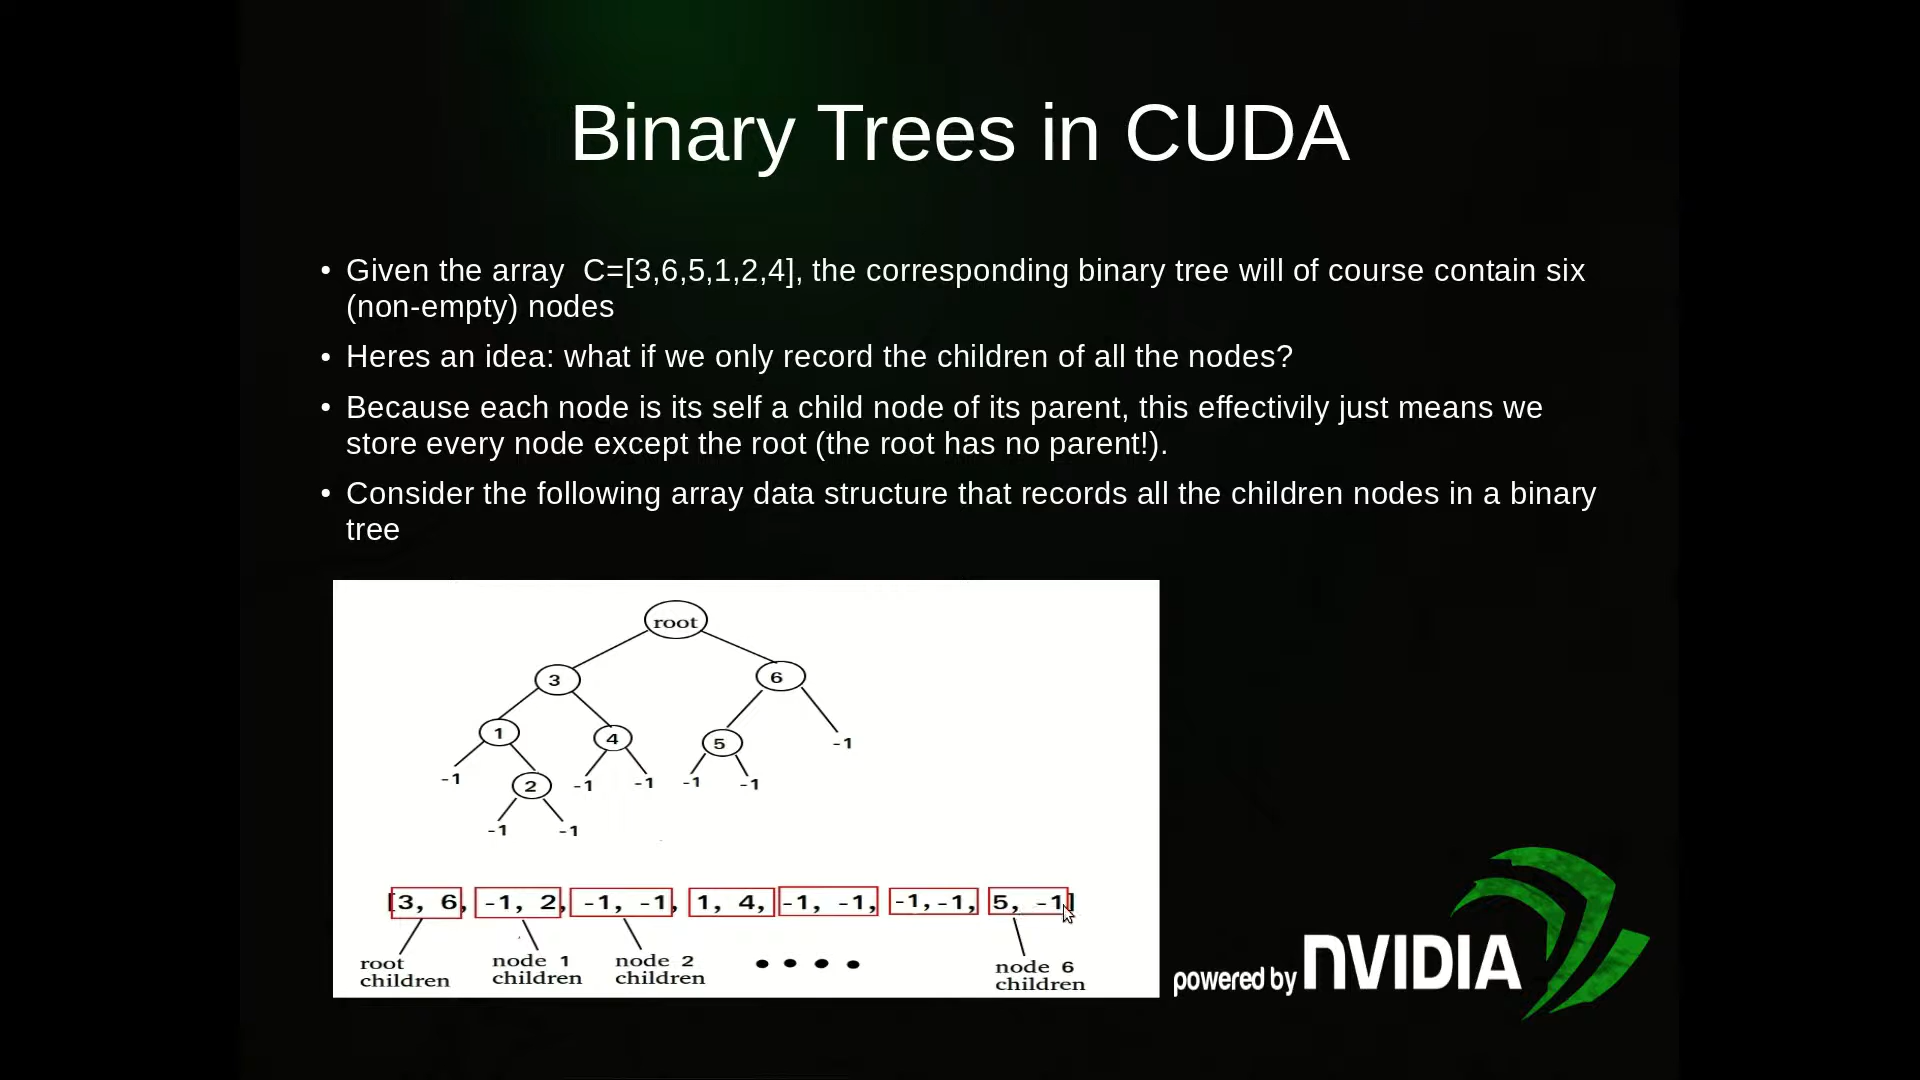 Binary Trees in CUDA
• Given the array  C=[3,6,5,1,2,4], the corresponding binary tree will of course contain six
(non-empty) nodes
• Heres an idea: what if we only record the children of all the nodes?
• Because each node is its self a child node of its parent, this effectivily just means we
store every node except the root (the root has no parent!).
• Consider the following array data structure that records all the children nodes in a binary
tree
root
3 6
1 4 5 -1
-1 2 -1 -1 -1 -1
-1 -1
[3, 6, -1, 2, -1, -1, 1, 4, -1, -1, -1, -1, 5, -1]
root
children
node 1
children
node 2
children
• • • •
node 6
children
powered by NVIDIA